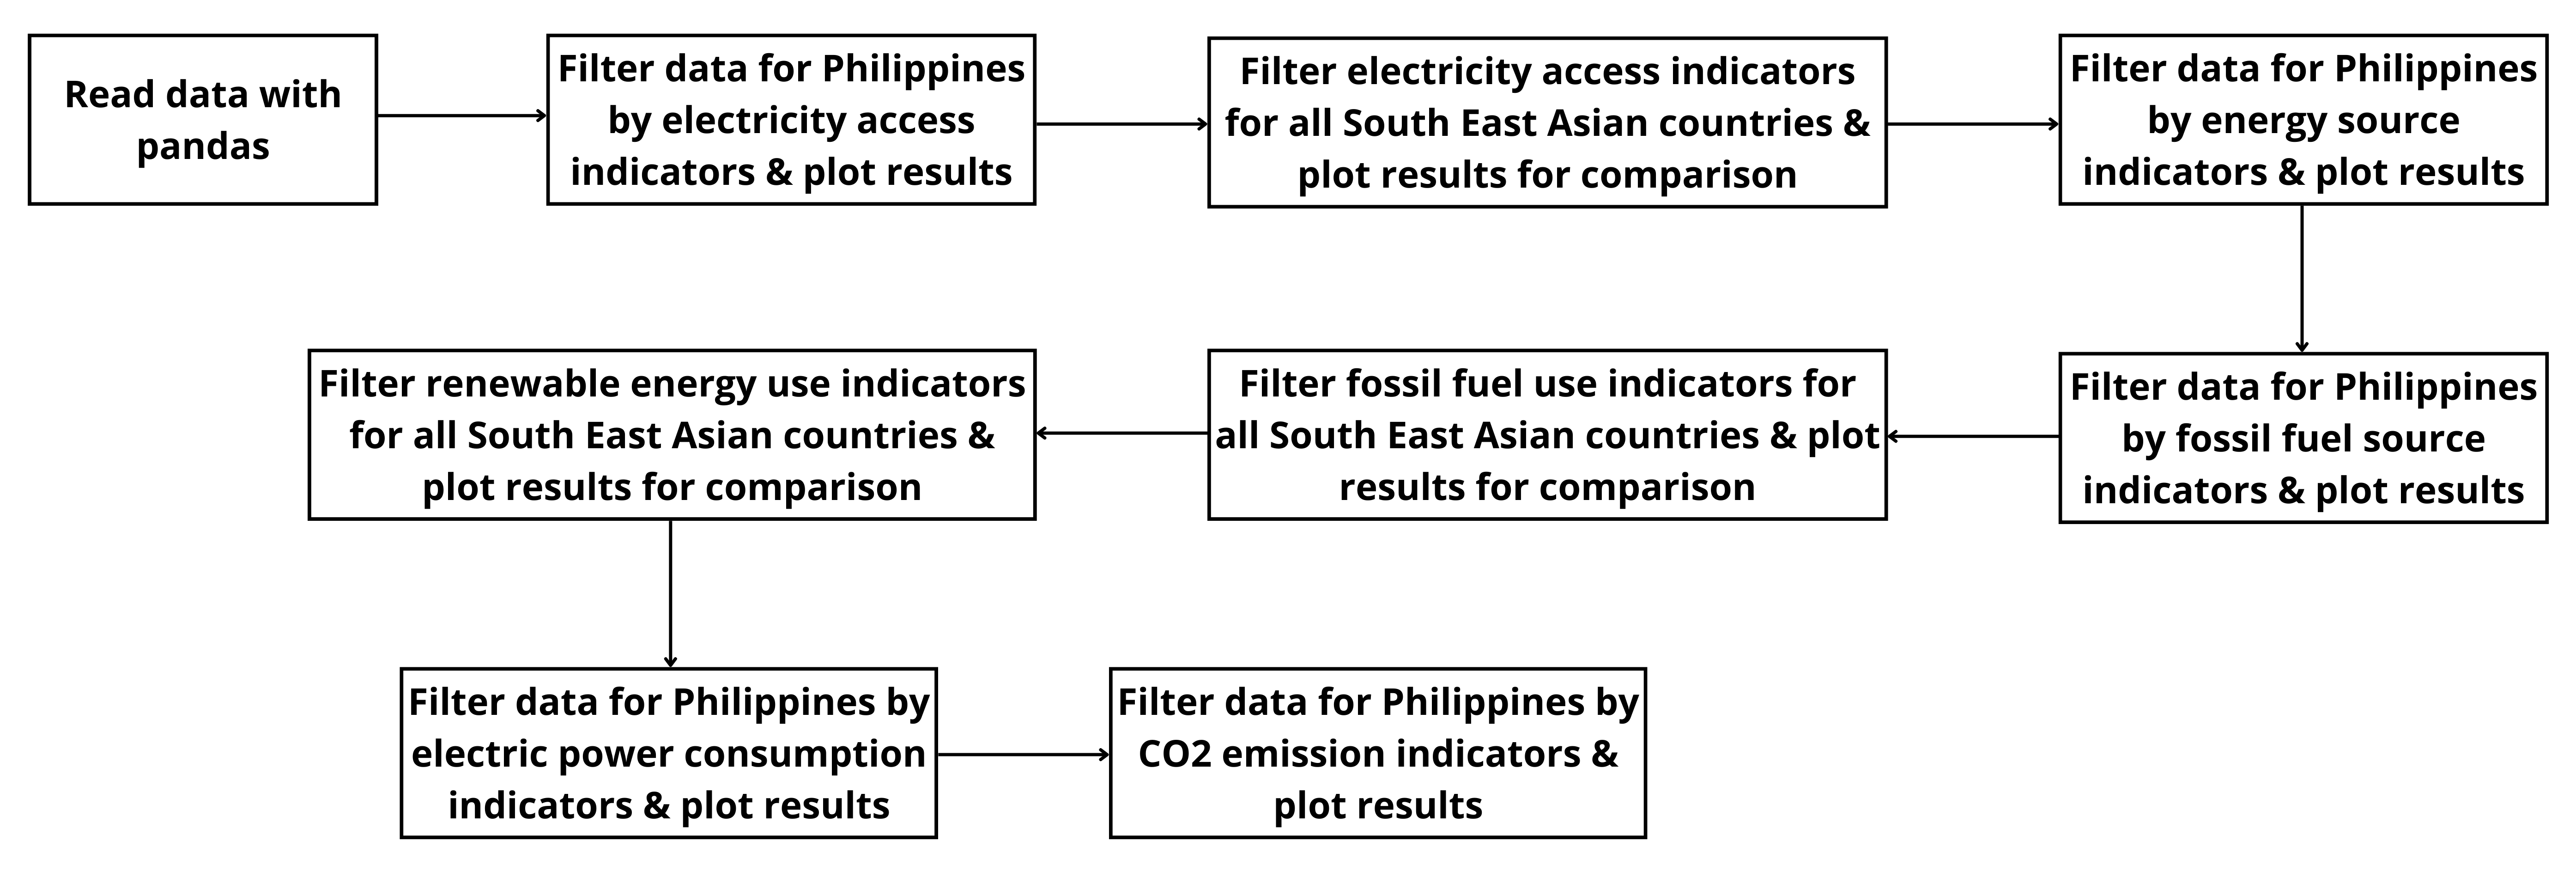 Read data with
pandas
Filter data for Philippines
by electricity access
indicators & plot results
Filter electricity access indicators
for all South East Asian countries &
plot results for comparison
Filter data for Philippines
by energy source
indicators & plot results
Filter data for Philippines
by fossil fuel source
indicators & plot results
Filter fossil fuel use indicators for
all South East Asian countries & plot
results for comparison
Filter renewable energy use indicators
for all South East Asian countries &
plot results for comparison
Filter data for Philippines by
electric power consumption
indicators & plot results
Filter data for Philippines by
CO2 emission indicators &
plot results